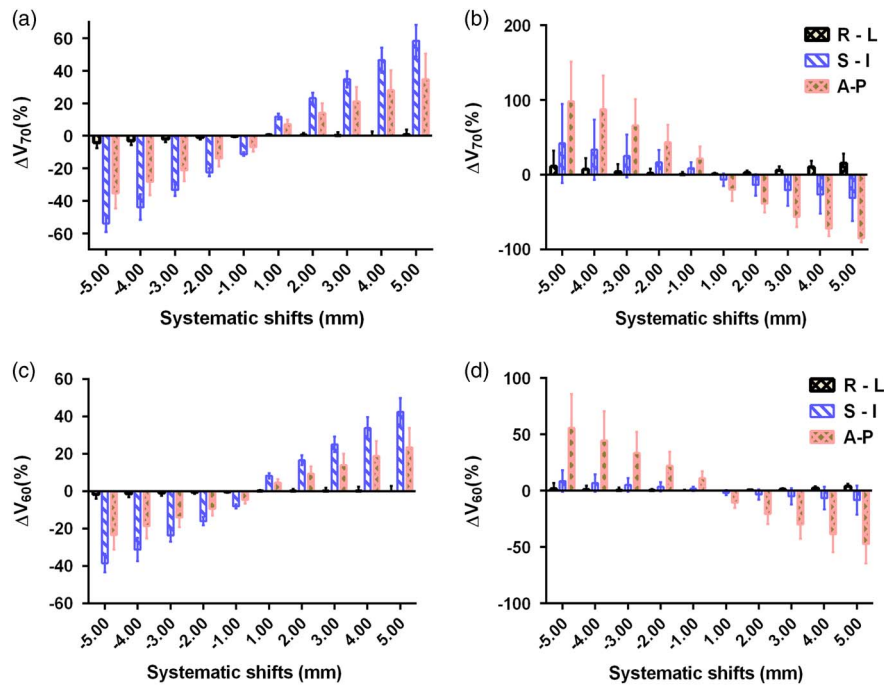 (a)
ΔV70(%)
60
40
20
0
-20
-40
-60
-5.00 -4.00 -3.00 -2.00 -1.00 1.00 2.00 3.00 4.00 5.00
Systematic shifts (mm)
(b)
ΔV70(%)
200
100
0
-100
R - L
S - I
A-P
-5.00 -4.00 -3.00 -2.00 -1.00 1.00 2.00 3.00 4.00 5.00
Systematic shifts (mm)
(c)
ΔV60(%)
60
40
20
0
-20
-40
-60
-5.00 -4.00 -3.00 -2.00 -1.00 1.00 2.00 3.00 4.00 5.00
Systematic shifts (mm)
(d)
ΔV60(%)
100
50
0
-50
-100
R - L
S - I
A-P
-5.00 -4.00 -3.00 -2.00 -1.00 1.00 2.00 3.00 4.00 5.00
Systematic shifts (mm)